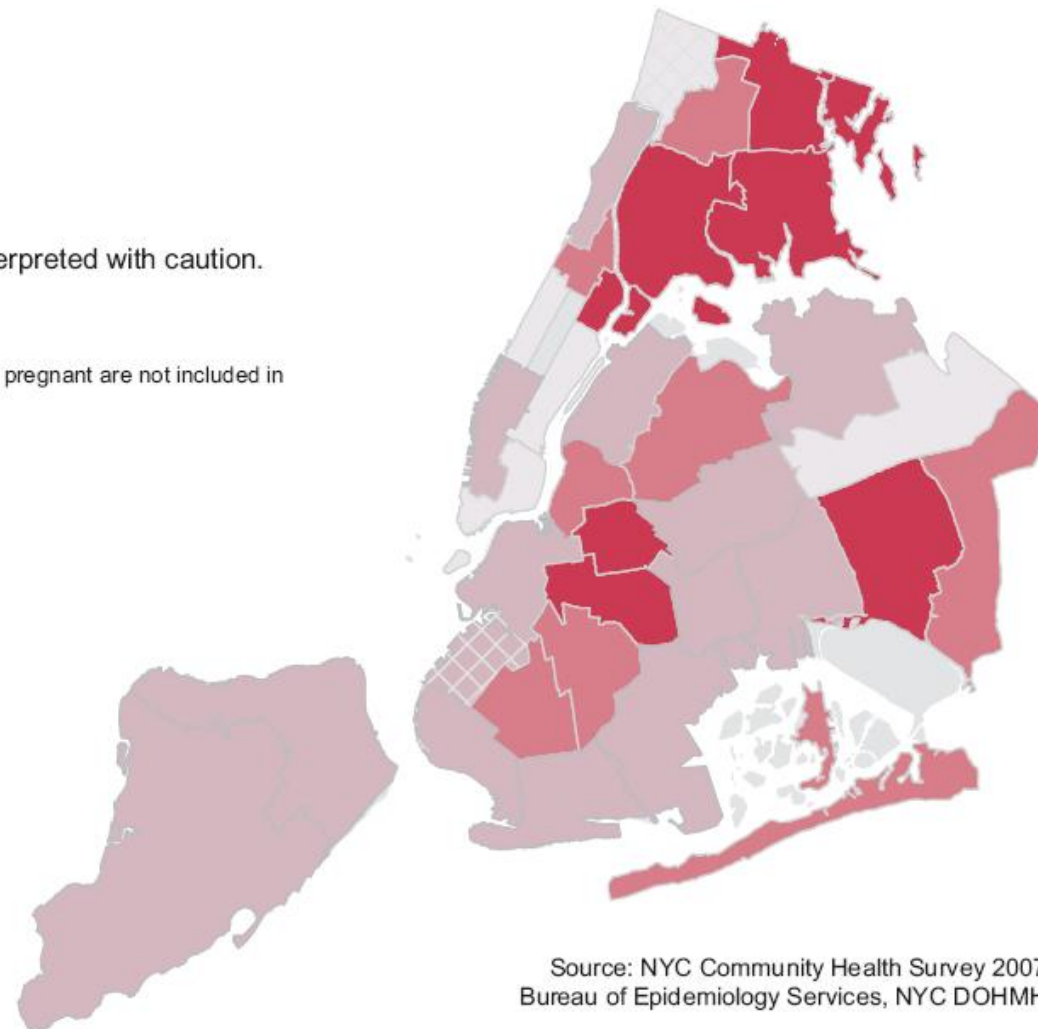 erpreted with caution.
pregnant are not included in
Source: NYC Community Health Survey 2007
Bureau of Epidemiology Services, NYC DOHMH